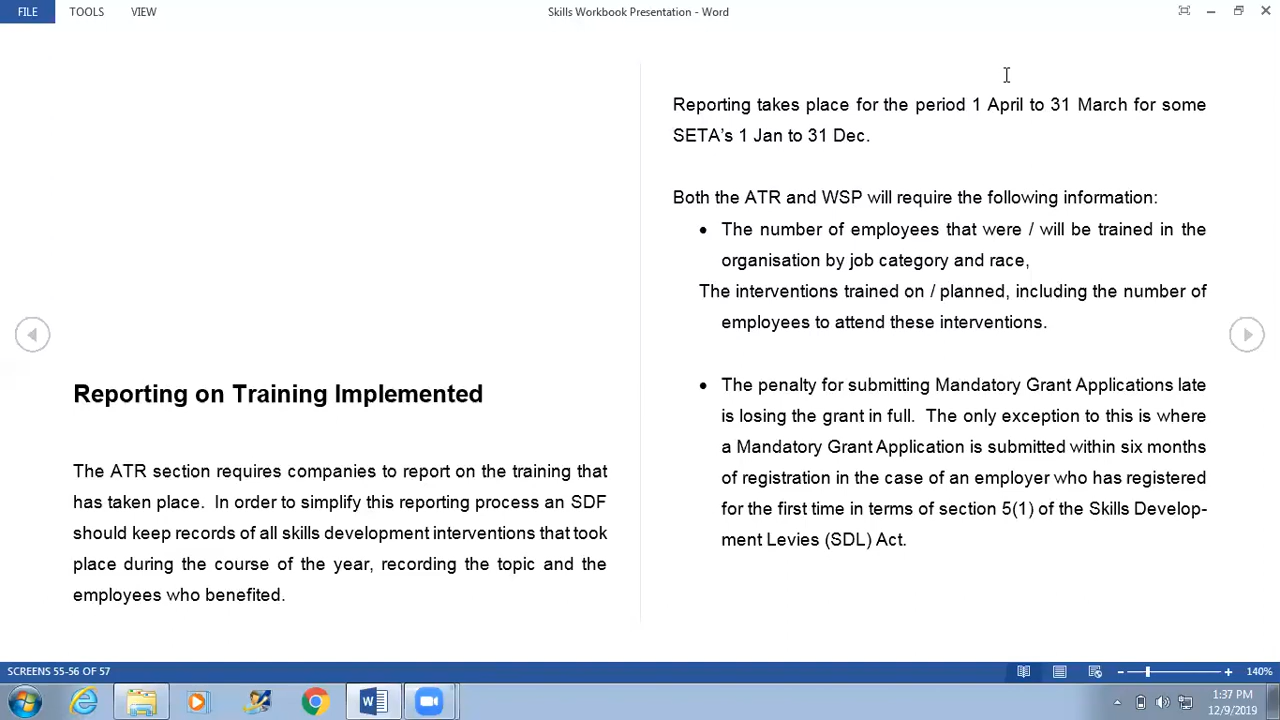 FILE TOOLS VIEW Skills Workbook Presentation - Word
Reporting on Training Implemented
The ATR section requires companies to report on the training that
has taken place. In order to simplify this reporting process an SDF
should keep records of all skills development interventions that took
place during the course of the year, recording the topic and the
employees who benefited.
Reporting takes place for the period 1 April to 31 March for some
SETA's 1 Jan to 31 Dec.
Both the ATR and WSP will require the following information:
• The number of employees that were / will be trained in the
organisation by job category and race,
The interventions trained on / planned, including the number of
employees to attend these interventions.
• The penalty for submitting Mandatory Grant Applications late
is losing the grant in full. The only exception to this is where
a Mandatory Grant Application is submitted within six months
of registration in the case of an employer who has registered
for the first time in terms of section 5(1) of the Skills Develop-
ment Levies (SDL) Act.
SCREENS 55-56 OF 57
140%
1:37 PM
12/9/2019